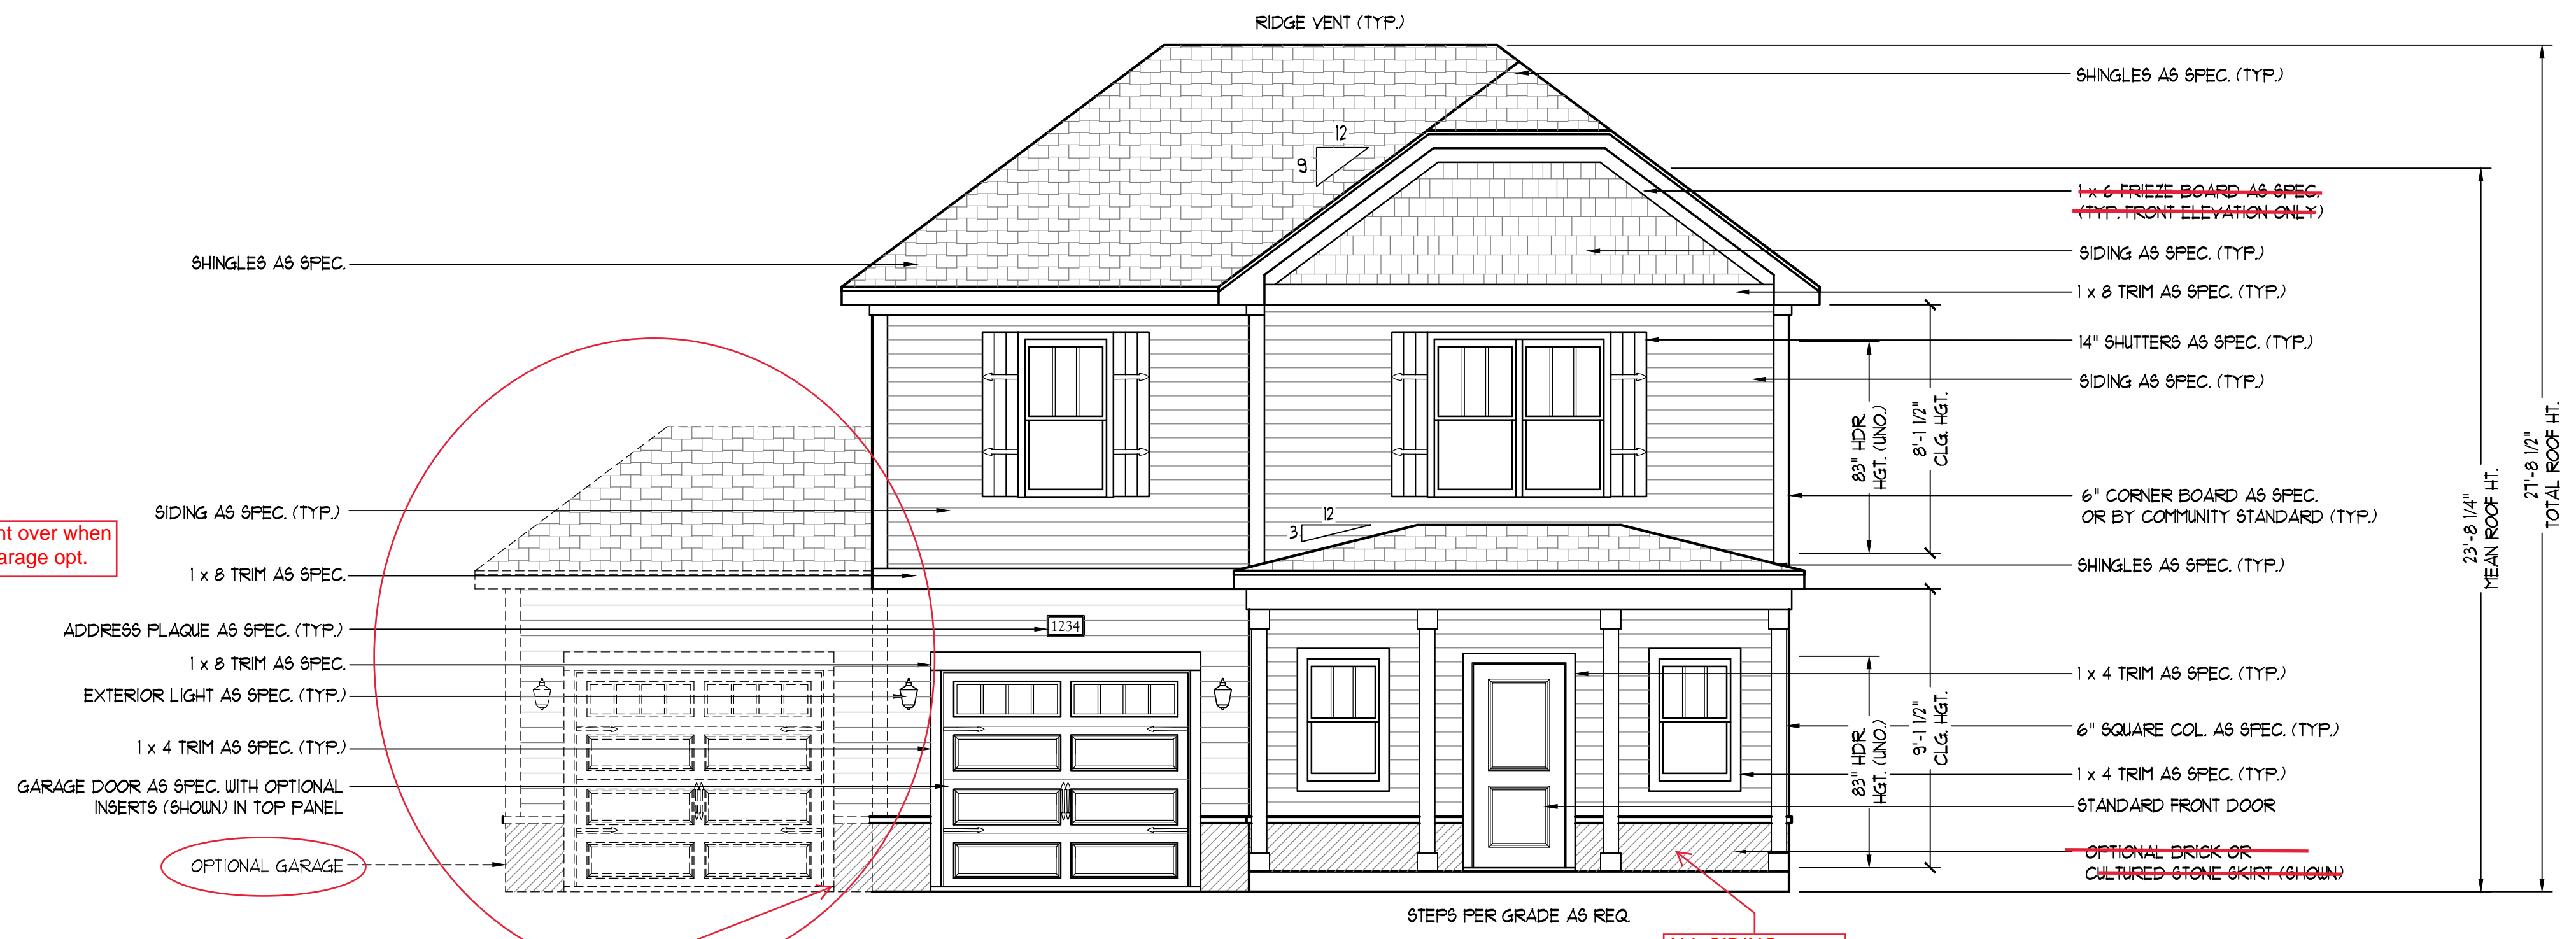 RIDGE VENT (TYP.)
SHINGLES AS SPEC. (TYP.)
12
9
1 x 6 FRIEZE BOARD AS SPEC.
(TYP. FRONT ELEVATION ONLY)
SIDING AS SPEC. (TYP.)
SHINGLES AS SPEC.
1 x 8 TRIM AS SPEC. (TYP.)
14" SHUTTERS AS SPEC. (TYP.)
SIDING AS SPEC. (TYP.)
83" HDR.
HGT. (UNO.)
8'-1 1/2"
CLG. HGT.
27'-8 1/2"
TOTAL ROOF HT.
23'-8 1/4"
MEAN ROOF HT.
6" CORNER BOARD AS SPEC.
OR BY COMMUNITY STANDARD (TYP.)
SIDING AS SPEC. (TYP.)
12
3
over when
arage opt.
1 x 8 TRIM AS SPEC.
SHINGLES AS SPEC. (TYP.)
ADDRESS PLAQUE AS SPEC. (TYP.)
1234
1 x 8 TRIM AS SPEC.
1 x 4 TRIM AS SPEC. (TYP.)
EXTERIOR LIGHT AS SPEC. (TYP.)
83" HDR.
HGT. (UNO.)
9'-1 1/2"
CLG. HGT.
6" SQUARE COL. AS SPEC. (TYP.)
1 x 4 TRIM AS SPEC. (TYP.)
1 x 4 TRIM AS SPEC. (TYP.)
GARAGE DOOR AS SPEC. WITH OPTIONAL
INSERTS (SHOWN) IN TOP PANEL
STANDARD FRONT DOOR
OPTIONAL GARAGE
OPTIONAL BRICK OR
CULTURED STONE SKIRT (SHOWN)
STEPS PER GRADE AS REQ.